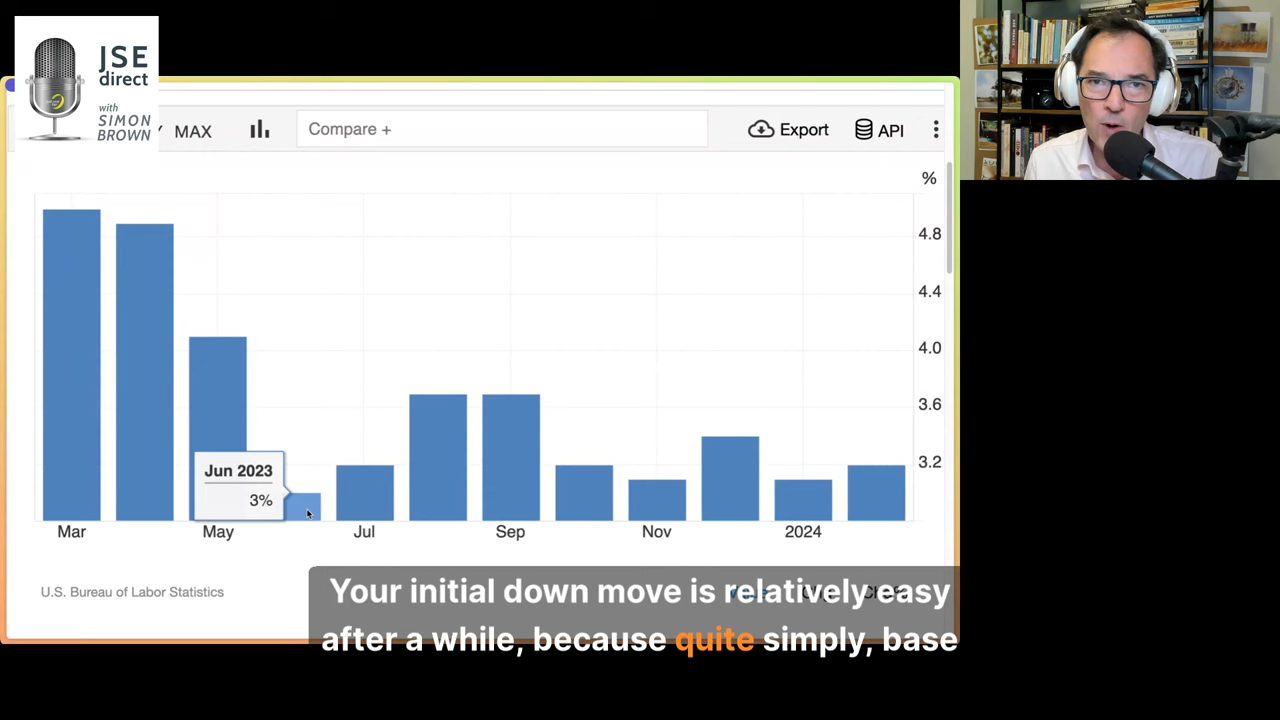 JSE
direct
with
SIMON
BROWN
MAX
Compare +
Export
API
%
4.8
4.4
4.0
3.6
3.2
Jun 2023
3%
Mar
May
Jul
Sep
Nov
2024
U.S. Bureau of Labor Statistics
Your initial down move is relatively easy
after a while, because quite simply, base